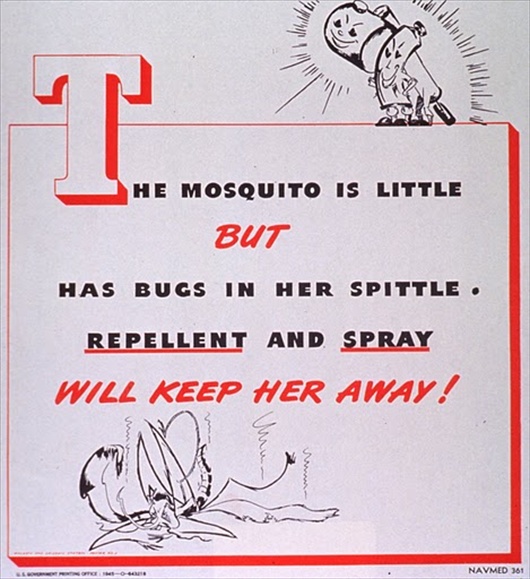 THE MOSQUITO IS LITTLE
BUT
HAS BUGS IN HER SPITTLE.
REPELLENT AND SPRAY
WILL KEEP HER AWAY!
U. S. GOVERNMENT PRINTING OFFICE : 1945—O-643218
NAVMED 361